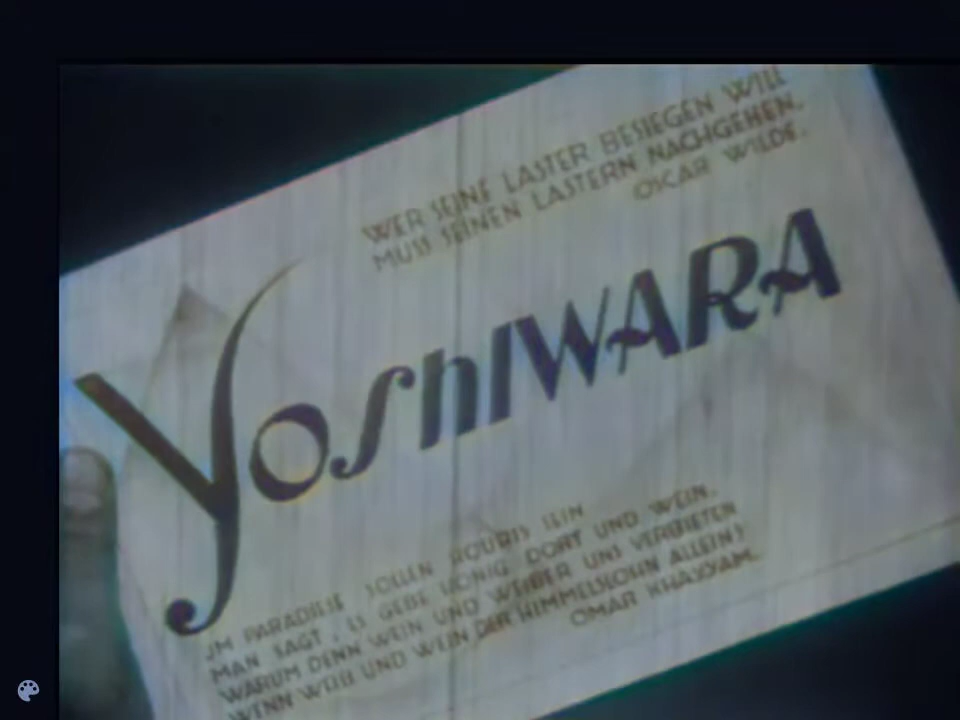 WER SEINE LASTER BESIEGEN WILL
MUSS SEINEN LASTERN NACHGEHEN.
OSKAR WILDE.
YoshIWARA
IM PARADIESE SOLLEN HOURIS SEIN
MAN SAGT, ES GEBE HONIG DORT UND WEIN.
WARUM DENN WEIN UND WEIBER UNS VERBIETEN
WENN WEIB UND WEIN DER HIMMELSLOHN ALLEIN?
OMAR KHAYYAM.